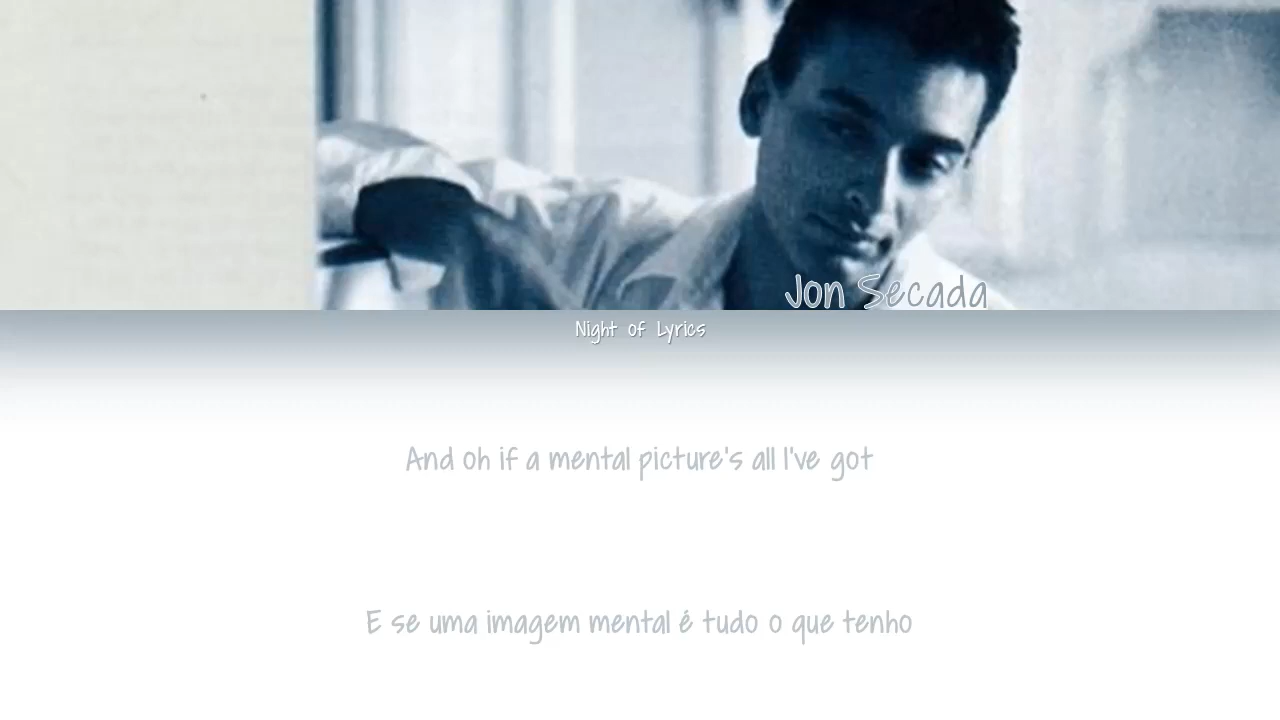 Jon Secada
Night of Lyrics
And oh if a mental picture's all I've got
E se uma imagem mental é tudo o que tenho